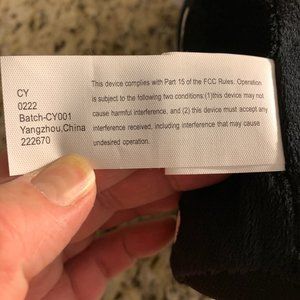 CY
0222
Batch-CY001
Yangzhou,China
222670
This device complies with Part 15 of the FCC Rules: Operation
is subject to the following two conditions:(1)this device may not
cause harmful interference, and (2) this device must accept any
interference received, including interference that may cause
undesired operation.